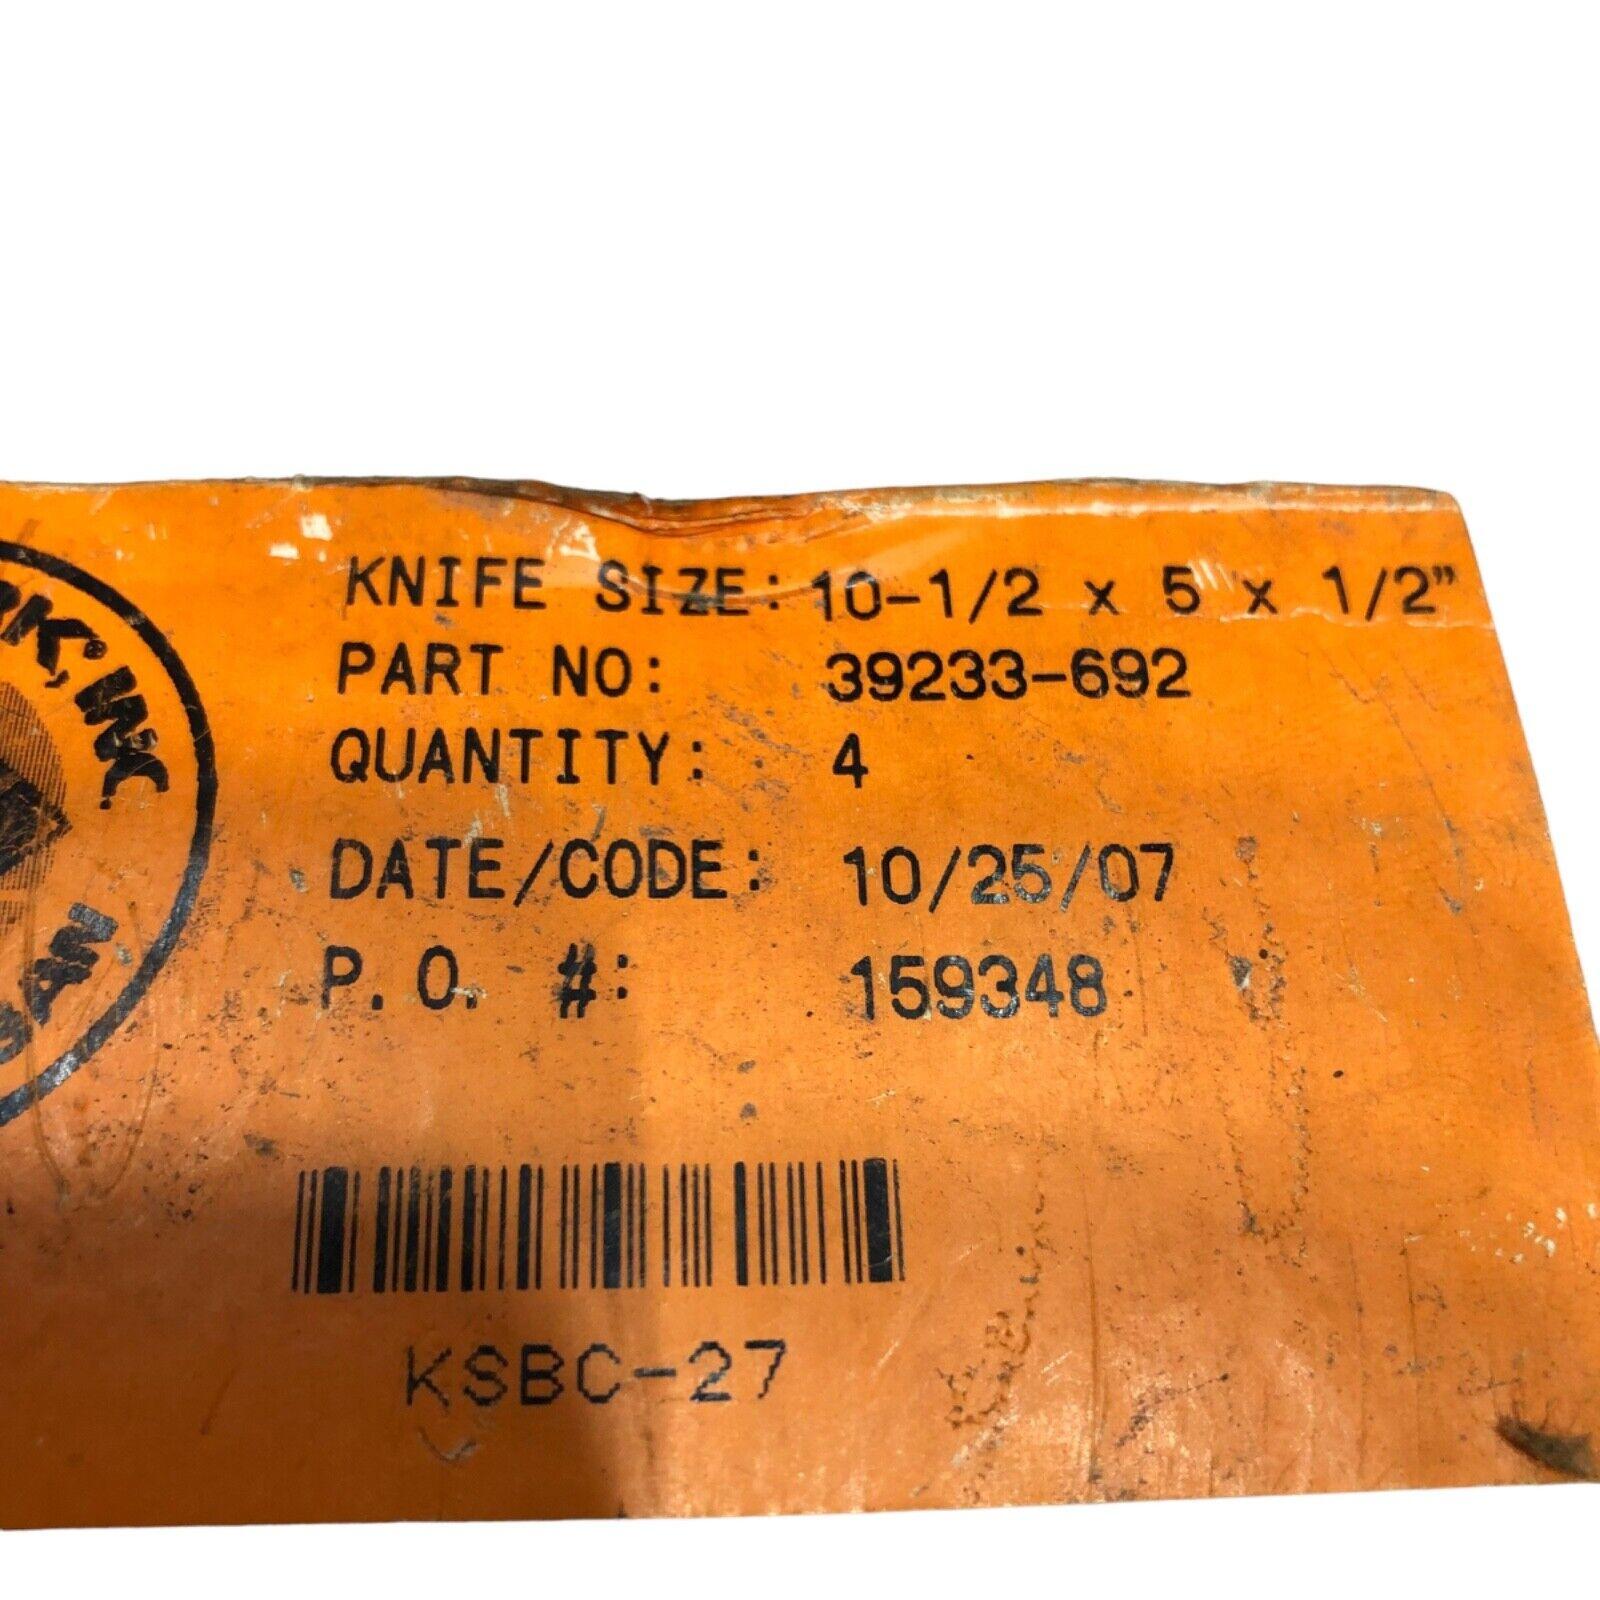 KNIFE SIZE: 10-1/2 x 5 x 1/2"
PART NO: 39233-692
QUANTITY: 4
DATE/CODE: 10/25/07
P.O. #: 159348
KSBC-27
INC.